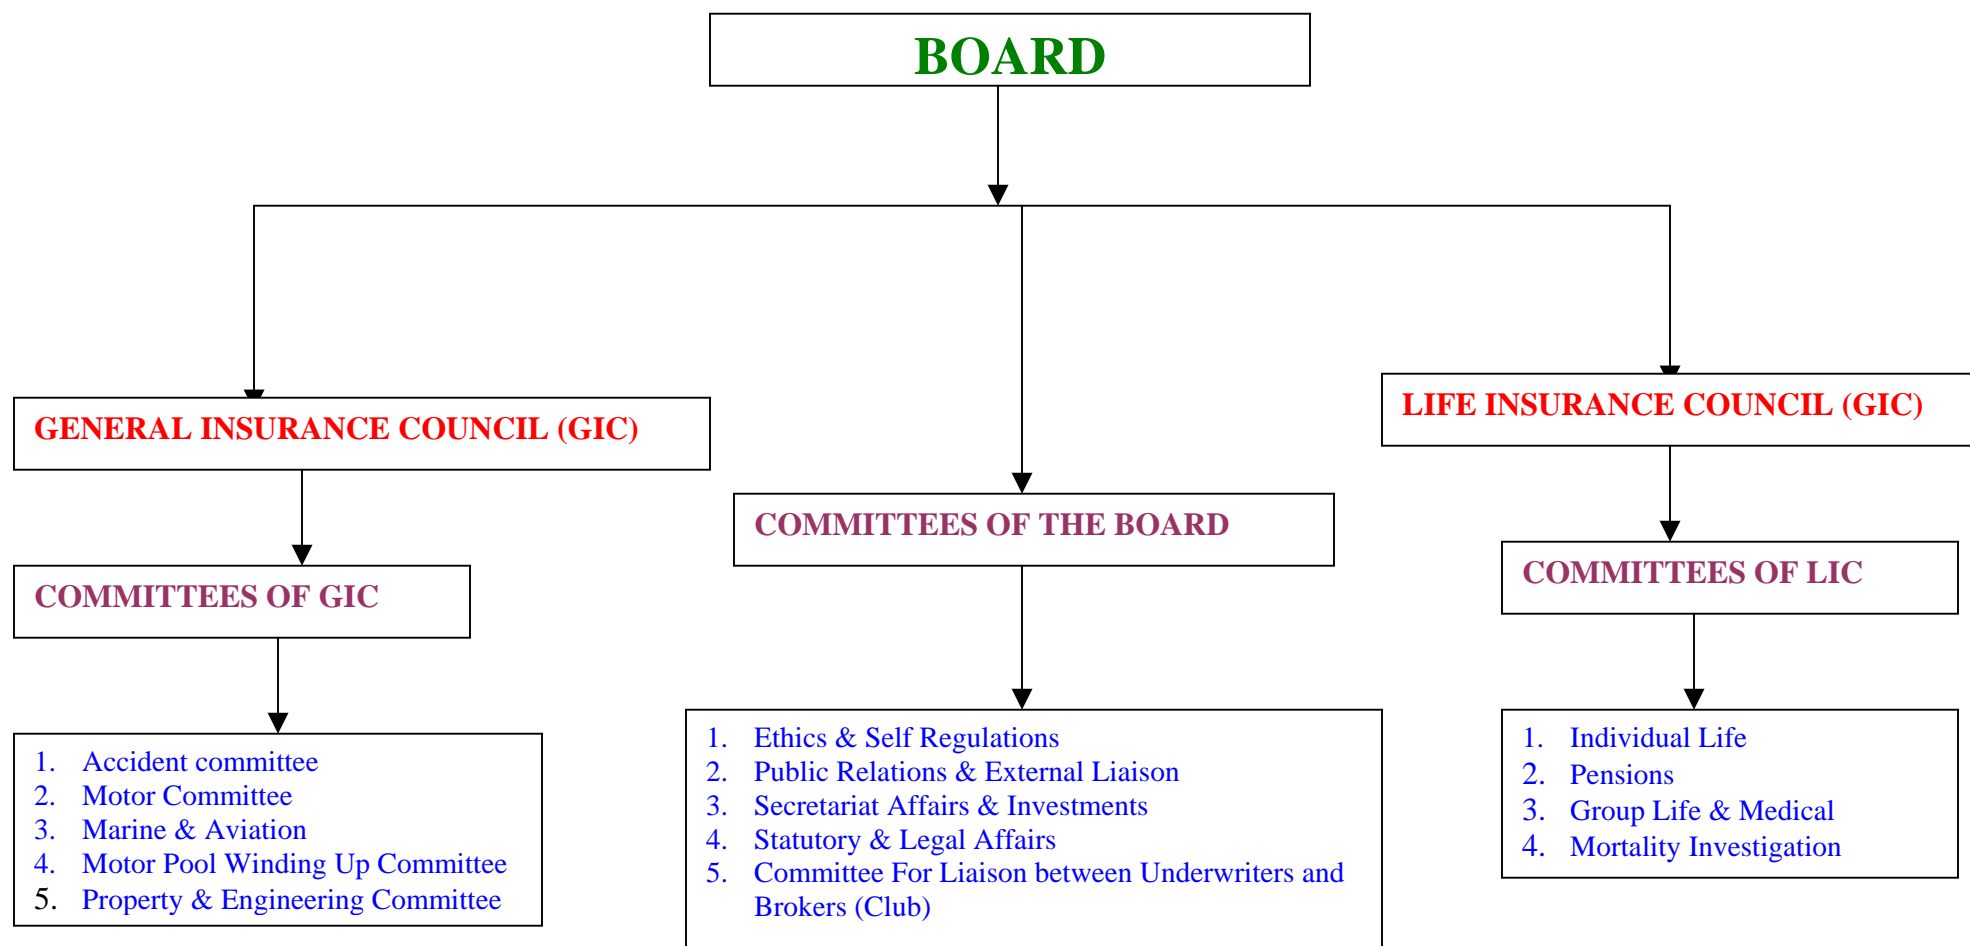 BOARD
GENERAL INSURANCE COUNCIL (GIC)
COMMITTEES OF GIC
1. Accident committee
2. Motor Committee
3. Marine & Aviation
4. Motor Pool Winding Up Committee
5. Property & Engineering Committee
COMMITTEES OF THE BOARD
1. Ethics & Self Regulations
2. Public Relations & External Liaison
3. Secretariat Affairs & Investments
4. Statutory & Legal Affairs
5. Committee For Liaison between Underwriters and
Brokers (Club)
LIFE INSURANCE COUNCIL (GIC)
COMMITTEES OF LIC
1. Individual Life
2. Pensions
3. Group Life & Medical
4. Mortality Investigation